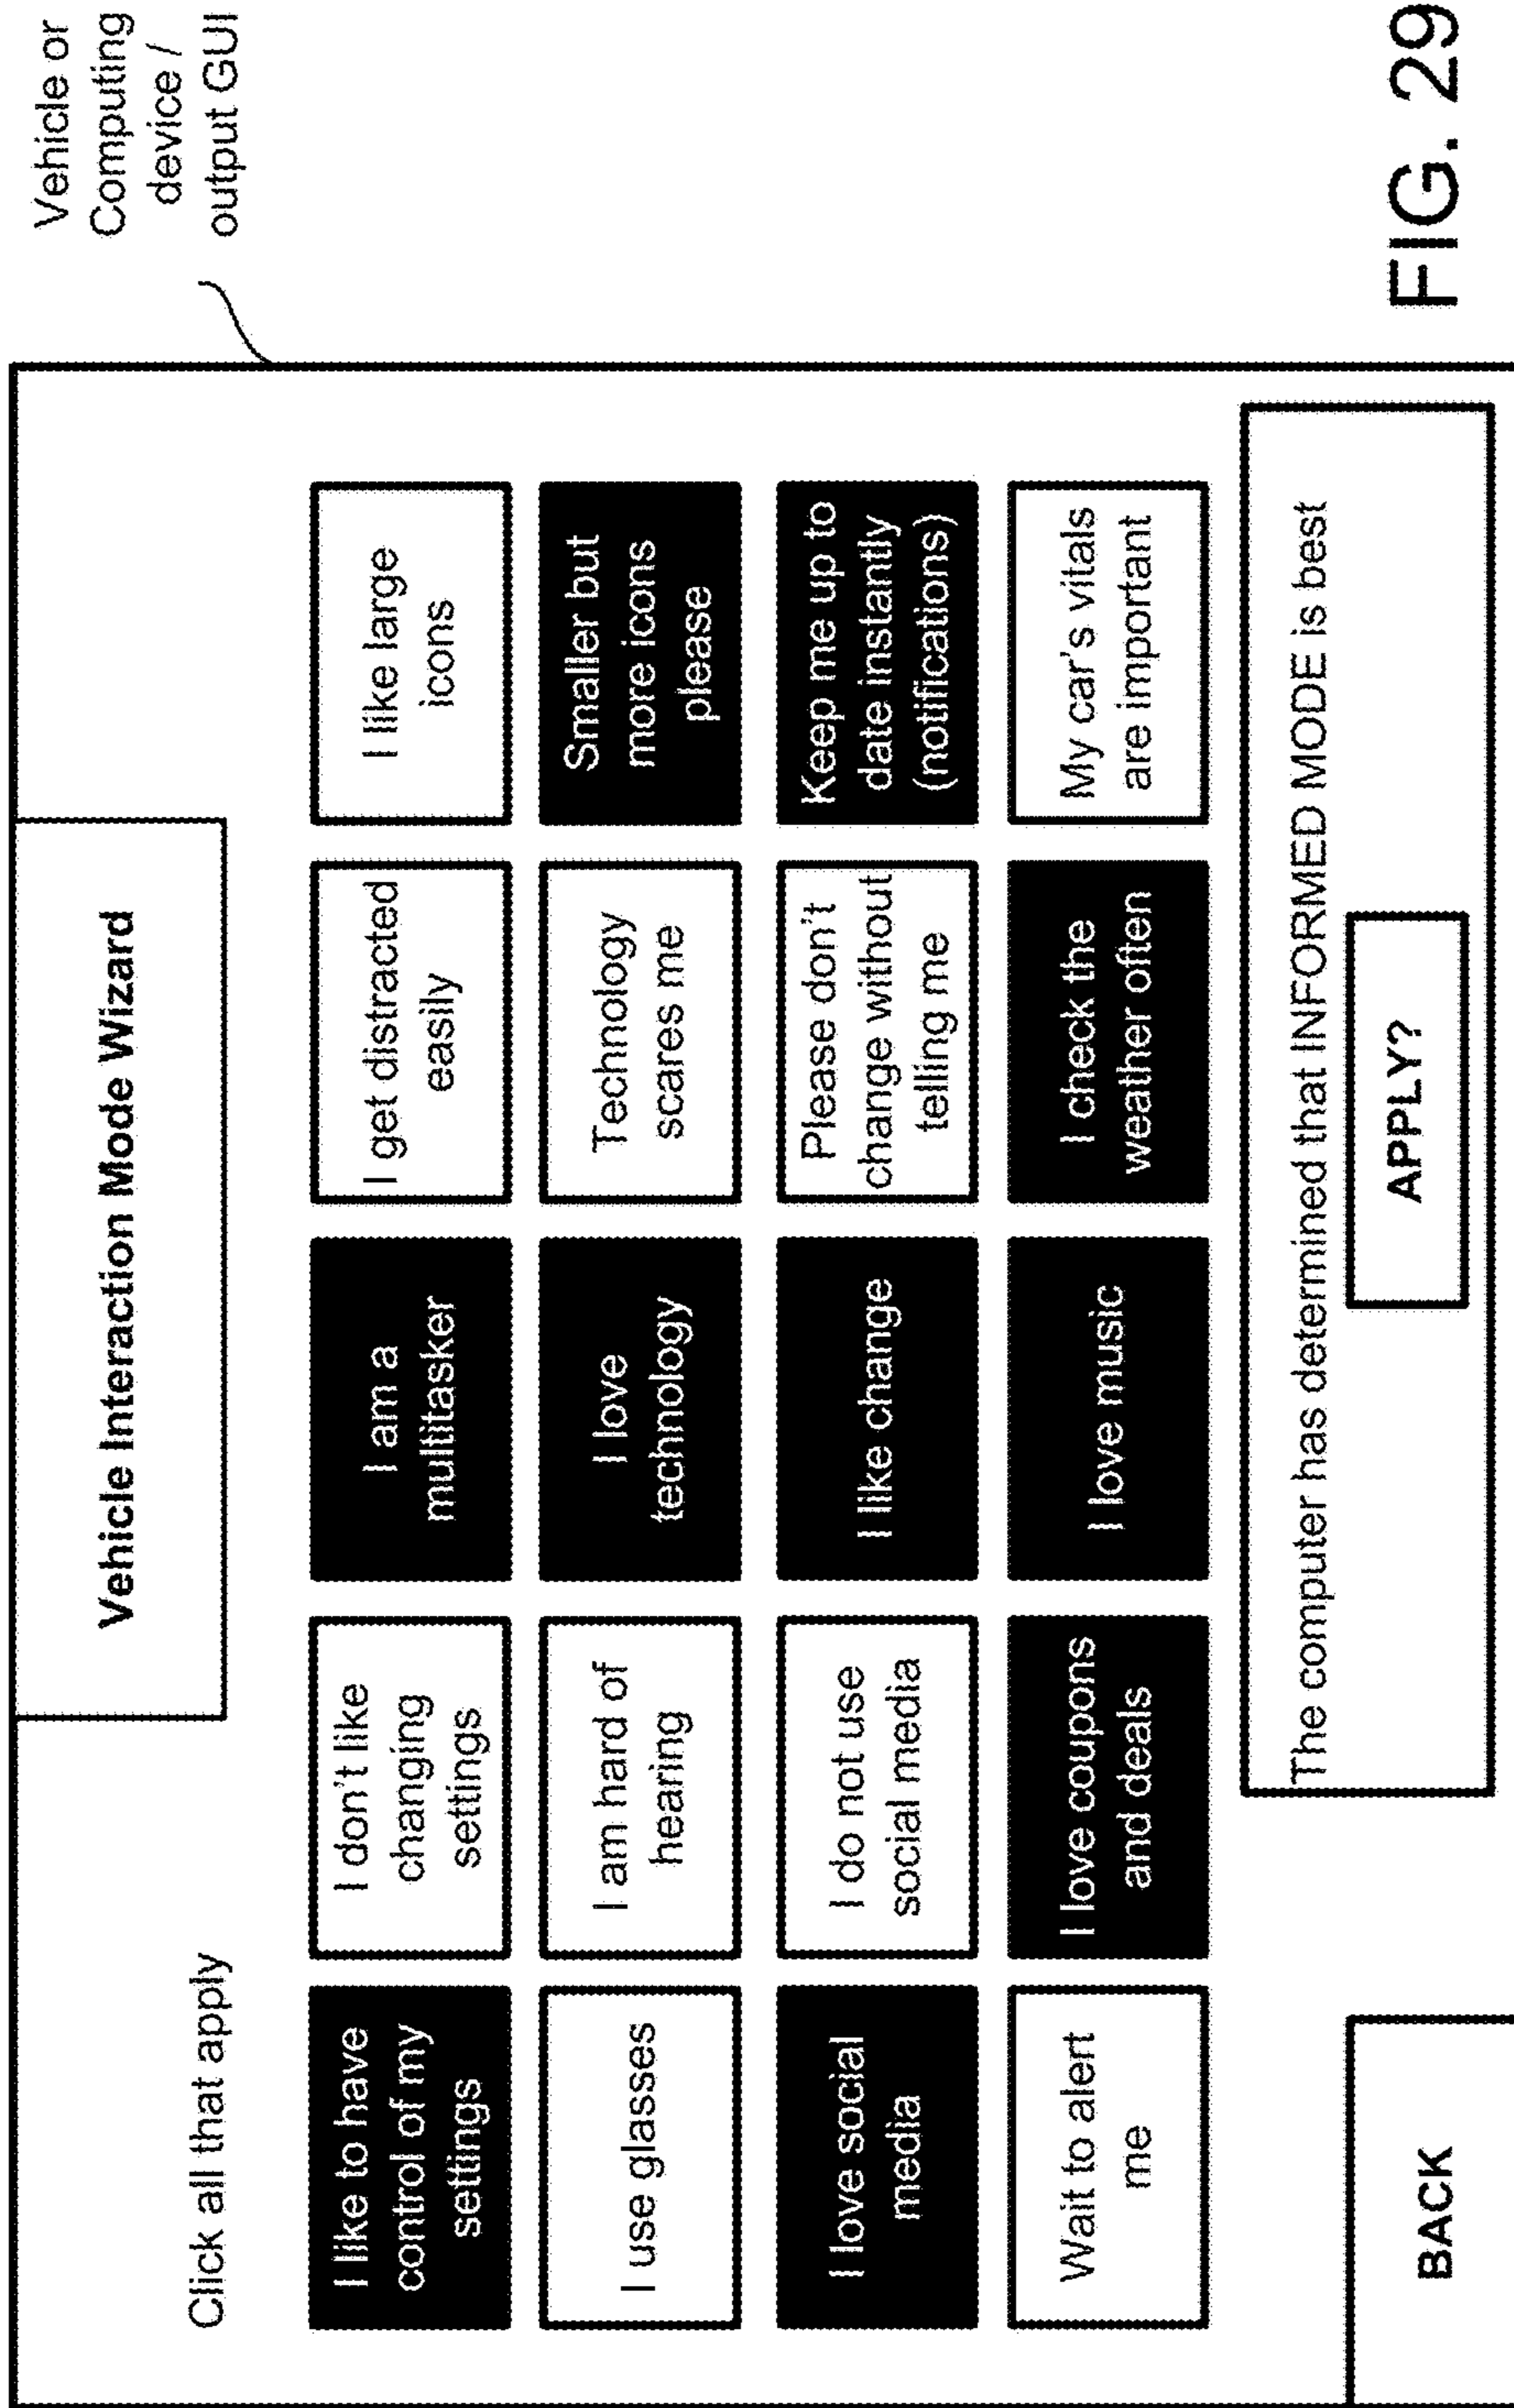 Vehicle or
Computing
device /
output GUI
Vehicle Interaction Mode Wizard
Click all that apply
I like to have
control of my
settings
I don't like
changing
settings
I am a
multitasker
I get distracted
easily
I like large
icons
I use glasses
I am hard of
hearing
I love
technology
Technology
scares me
Smaller but
more icons
please
I love social
media
I do not use
social media
I like change
Please don't
change without
telling me
Keep me up to
date instantly
(notifications)
Wait to alert
me
I love coupons
and deals
I love music
I check the
weather often
My car's vitals
are important
The computer has determined that INFORMED MODE is best
APPLY?
BACK
FIG. 29